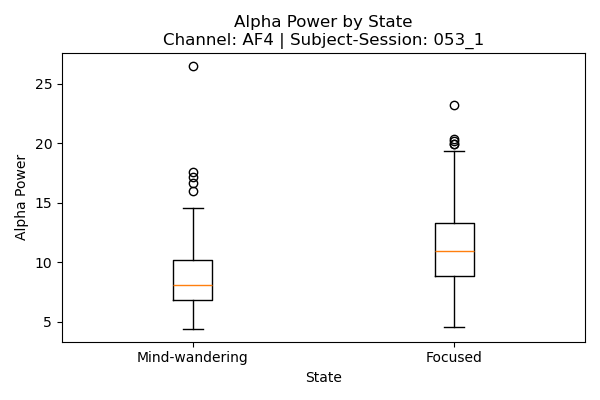 Alpha Power by State
Channel: AF4 | Subject-Session: 053_1
Alpha Power
25
20
15
10
5
Mind-wandering
Focused
State